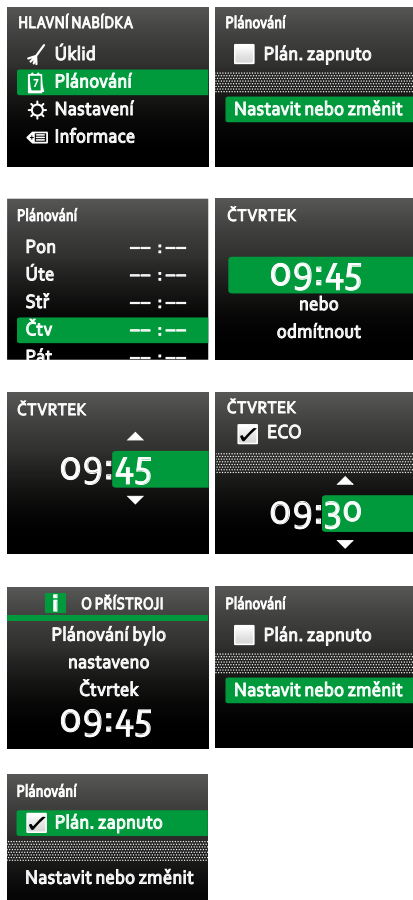 HLAVNÍ NABÍDKA
Úklid
7
Plánování
Nastavení
Informace
Plánování
Plán. zapnuto
Nastavit nebo změnit
Plánování
Pon -- : --
Úte -- : --
Stř -- : --
Čtv -- : --
Pát -- : --
ČTVRTEK
09:45
nebo
odmítnout
ČTVRTEK
09:45
ČTVRTEK
ECO
09:30
i O PŘÍSTROJI
Plánování bylo
nastaveno
Čtvrtek
09:45
Plánování
Plán. zapnuto
Nastavit nebo změnit
Plánování
Plán. zapnuto
Nastavit nebo změnit